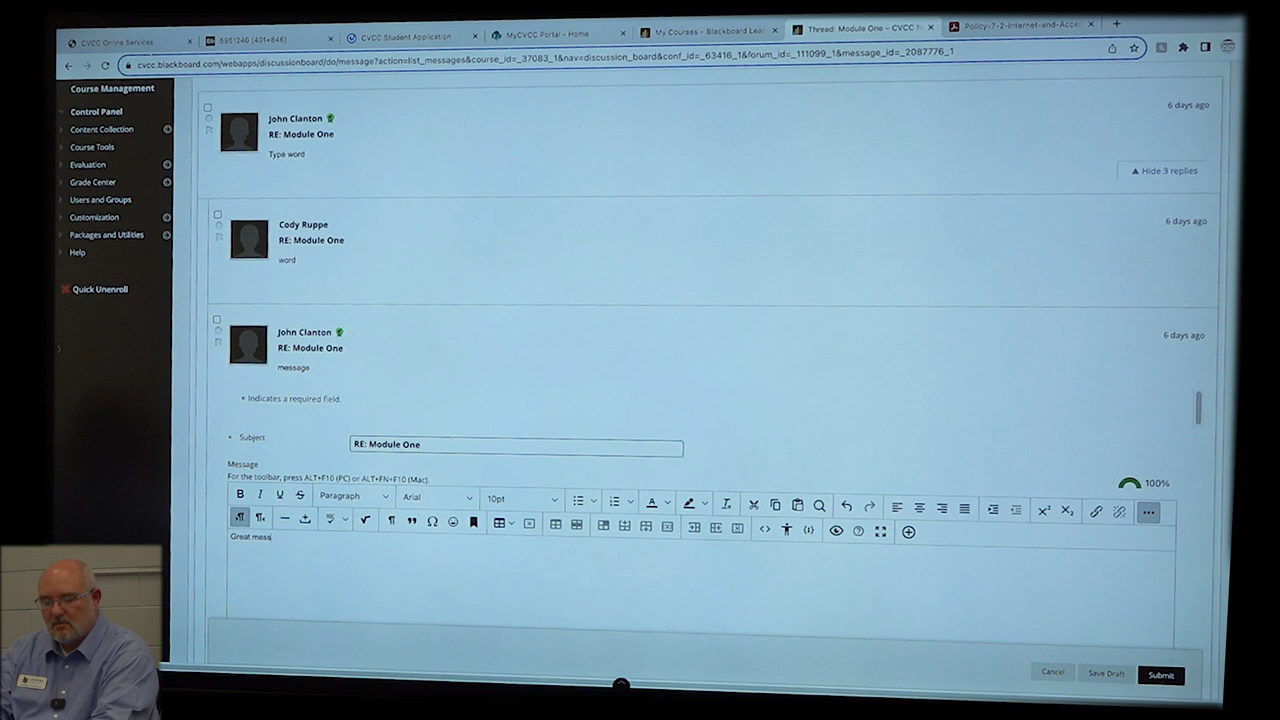 CVCC Online Services
5951240 (401×646)
CVCC Student Application
MyCVCC Portal - Home
My Courses – Blackboard Lear
Thread: Module One – CVCC N
Policy-7-2-Internet-and-Acce
cvcc.blackboard.com/webapps/discussionboard/do/message?action=list_messages&course_id=_37083_1&nav=discussion_board&conf_id=_63416_1&forum_id=_111099_1&message_id=_2087776_1
Course Management
Control Panel
Content Collection
Course Tools
Evaluation
Grade Center
Users and Groups
Customization
Packages and Utilities
Help
Quick Unenroll
John Clanton
6 days ago
RE: Module One
Type word
Hide 3 replies
Cody Ruppe
6 days ago
RE: Module One
word
John Clanton
6 days ago
RE: Module One
message
* Indicates a required field.
* Subject
RE: Module One
Message
For the toolbar, press ALT+F10 (PC) or ALT+FN+F10 (Mac).
100%
B I U S Paragraph Arial 10pt
Great mess
Cancel
Save Draft
Submit